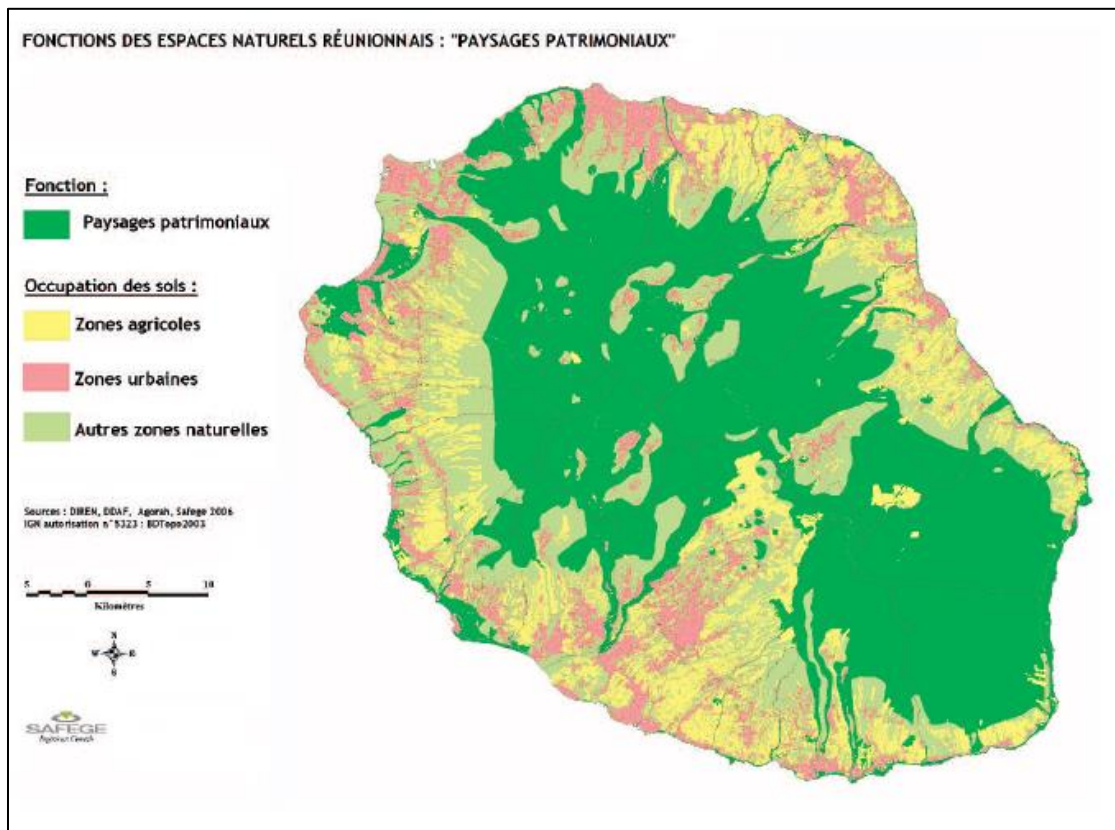 FONCTIONS DES ESPACES NATURELS RÉUNIONNAIS : "PAYSAGES PATRIMONIAUX"
Fonction :
Paysages patrimoniaux
Occupation des sols :
Zones agricoles
Zones urbaines
Autres zones naturelles
Sources : DIREN, DDAF, Agorah, Safege 2006
IGN autorisation n°5323 : BDTopo2003
5 0 5 10
Kilomètres
N
W E
S
SAFEGE